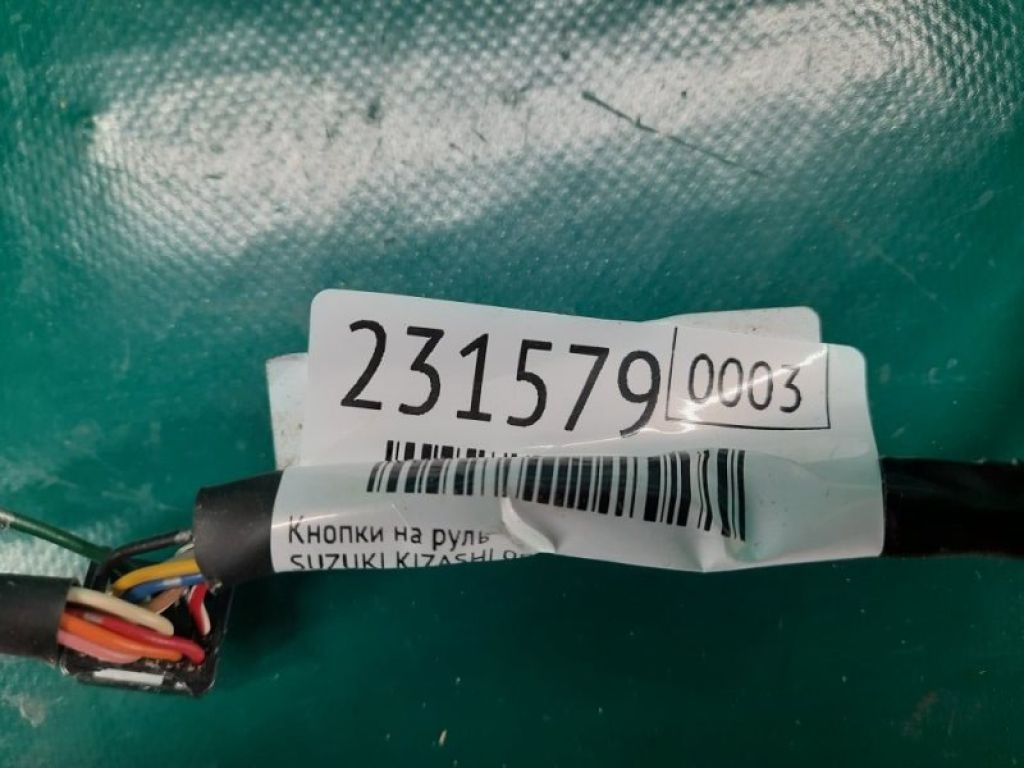 231579 0003
Кнопки на руль
SUZUKI KIZASHI